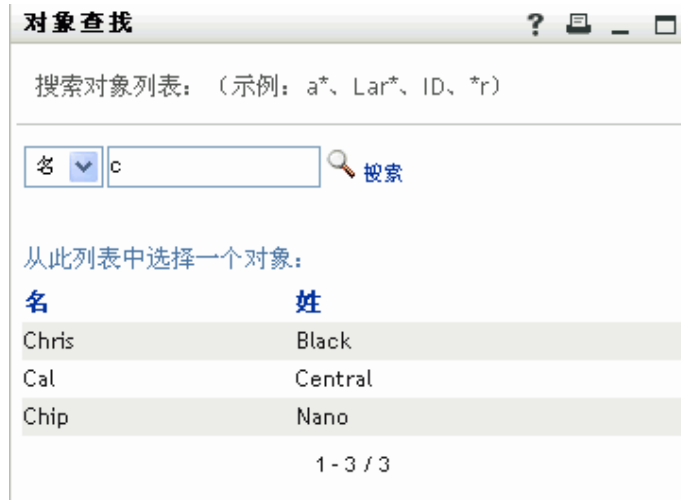 对象查找
搜索对象列表：（示例：a*、Lar*、ID、*r）
名 c 搜索
从此列表中选择一个对象：
名 姓
Chris Black
Cal Central
Chip Nano
1 - 3 / 3